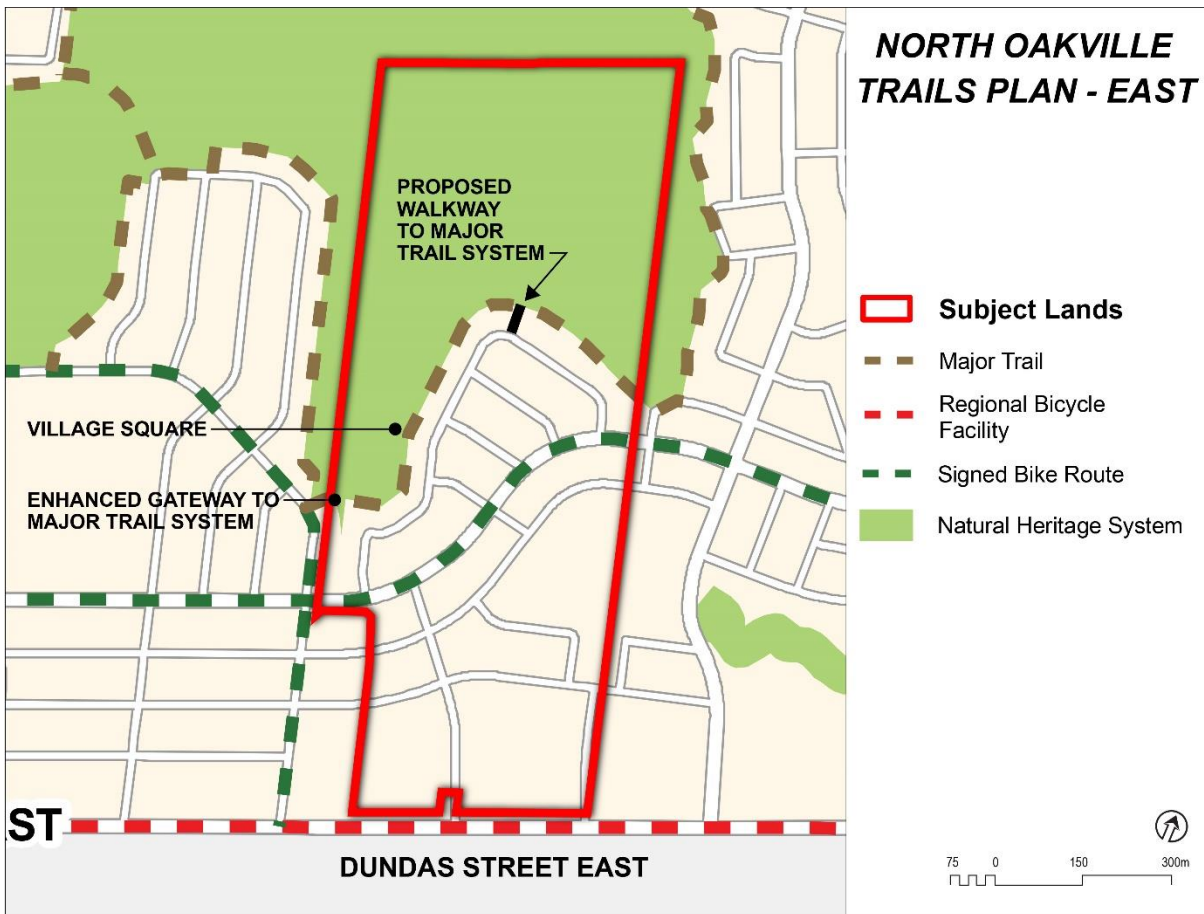 NORTH OAKVILLE
TRAILS PLAN - EAST
PROPOSED
WALKWAY
TO MAJOR
TRAIL SYSTEM
VILLAGE SQUARE
ENHANCED GATEWAY TO
MAJOR TRAIL SYSTEM
ST
DUNDAS STREET EAST
Subject Lands
Major Trail
Regional Bicycle
Facility
Signed Bike Route
Natural Heritage System
75 0 150 300m